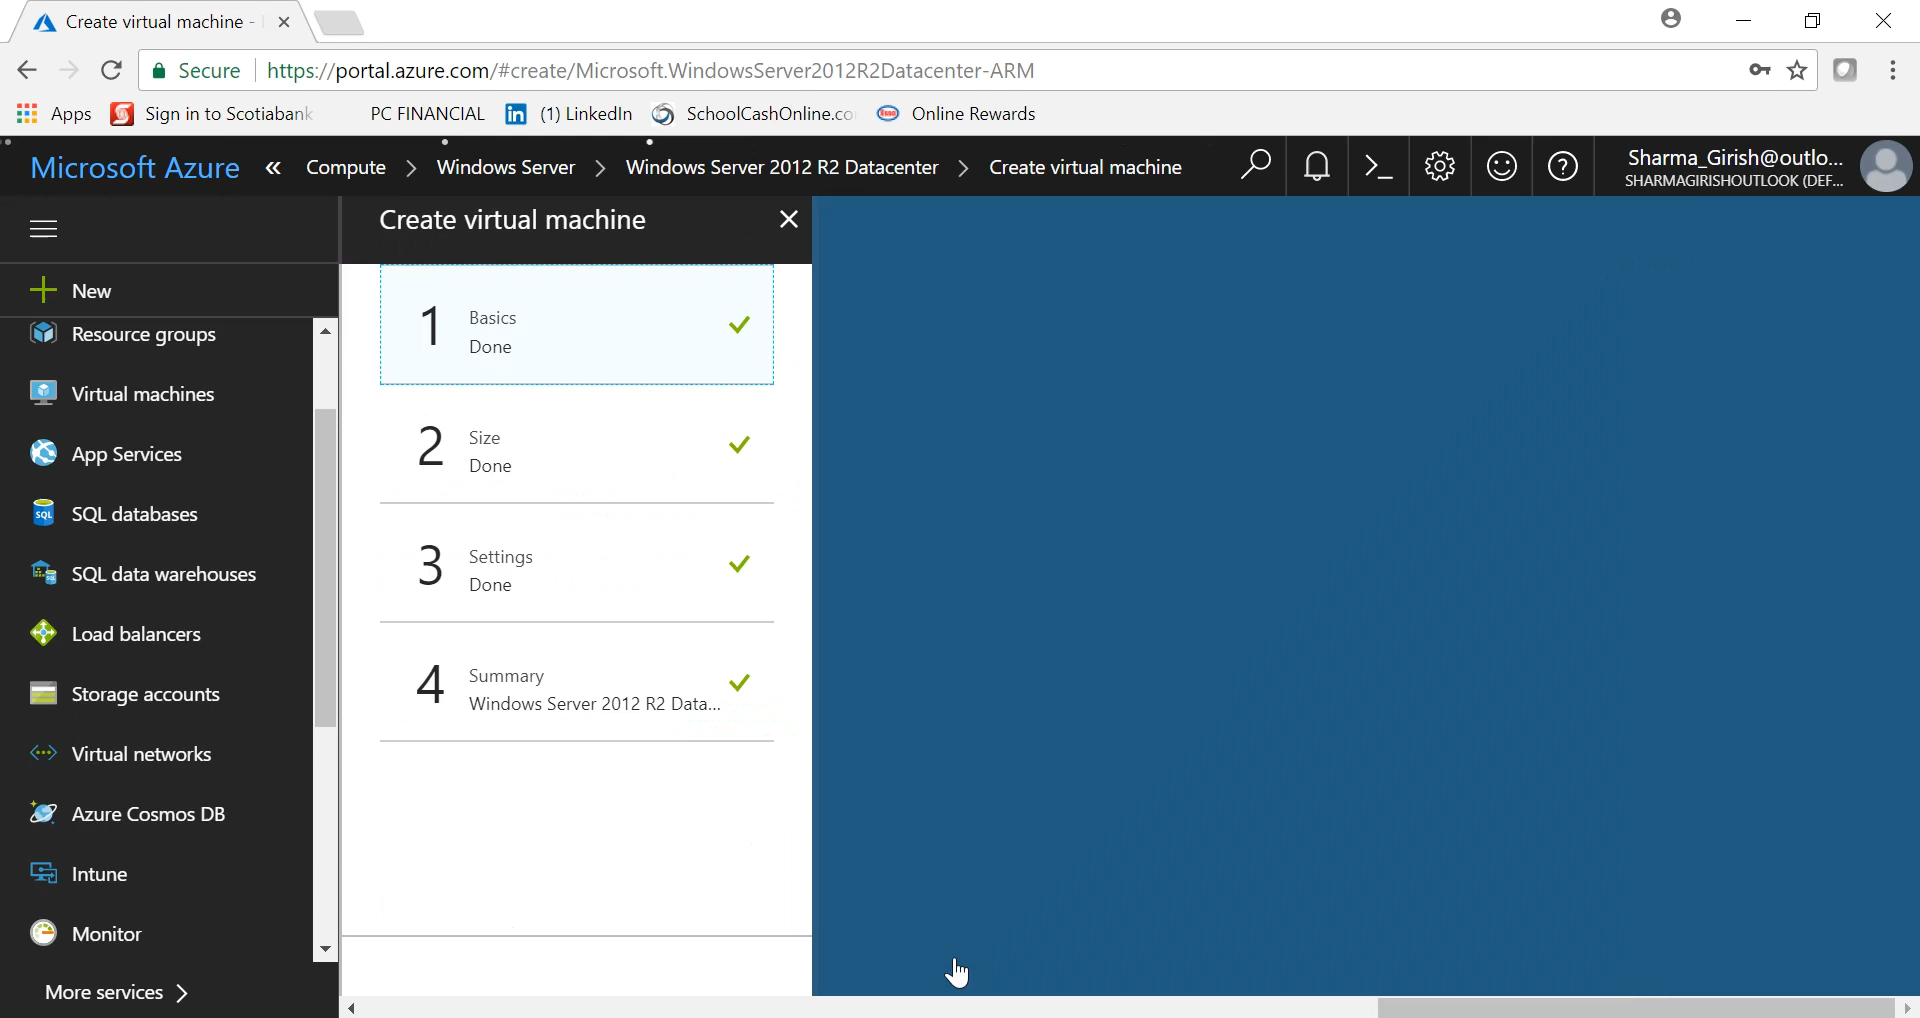 Create virtual machine -
Secure
https://portal.azure.com/#create/Microsoft.WindowsServer2012R2Datacenter-ARM
Apps
Sign in to Scotiabank
PC FINANCIAL
(1) LinkedIn
SchoolCashOnline.co
Online Rewards
Microsoft Azure
Compute
Windows Server
Windows Server 2012 R2 Datacenter
Create virtual machine
Sharma_Girish@outlo...
SHARMAGIRISHOUTLOOK (DEF...
Create virtual machine
New
Resource groups
Virtual machines
App Services
SQL databases
SQL data warehouses
Load balancers
Storage accounts
Virtual networks
Azure Cosmos DB
Intune
Monitor
More services
1
Basics
Done
2
Size
Done
3
Settings
Done
4
Summary
Windows Server 2012 R2 Data...